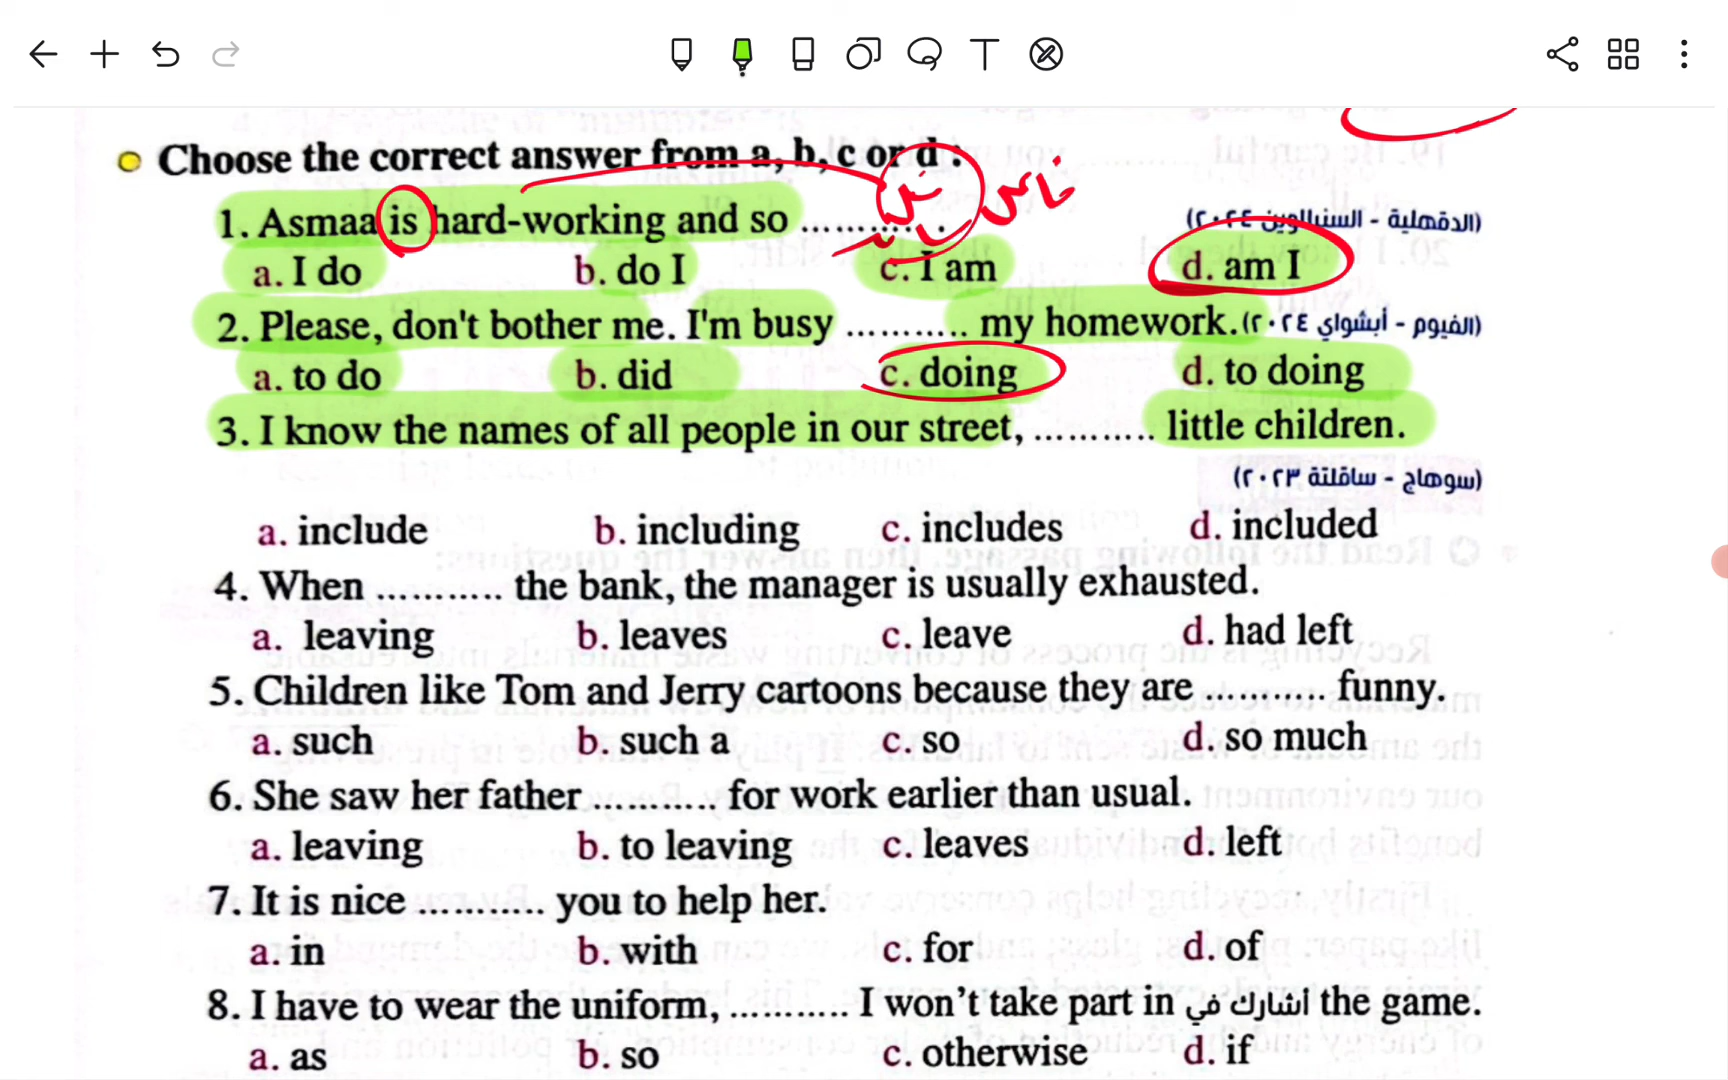 Choose the correct answer from a, b, c or d :
1. Asmaa is hard-working and so ............ (الدقهلية - السنبلاوين ٢٠٢٤)
a. I do b. do I c. I am d. am I
2. Please, don't bother me. I'm busy ............ my homework. (الفيوم - أبشواي ٢٠٢٤)
a. to do b. did c. doing d. to doing
3. I know the names of all people in our street, ............ little children.
(سوهاج - ساقلتة ٢٠٢٣)
a. include b. including c. includes d. included
4. When ............ the bank, the manager is usually exhausted.
a. leaving b. leaves c. leave d. had left
5. Children like Tom and Jerry cartoons because they are ............ funny.
a. such b. such a c. so d. so much
6. She saw her father ............ for work earlier than usual.
a. leaving b. to leaving c. leaves d. left
7. It is nice ............ you to help her.
a. in b. with c. for d. of
8. I have to wear the uniform, ............ I won't take part in أشارك في the game.
a. as b. so c. otherwise d. if